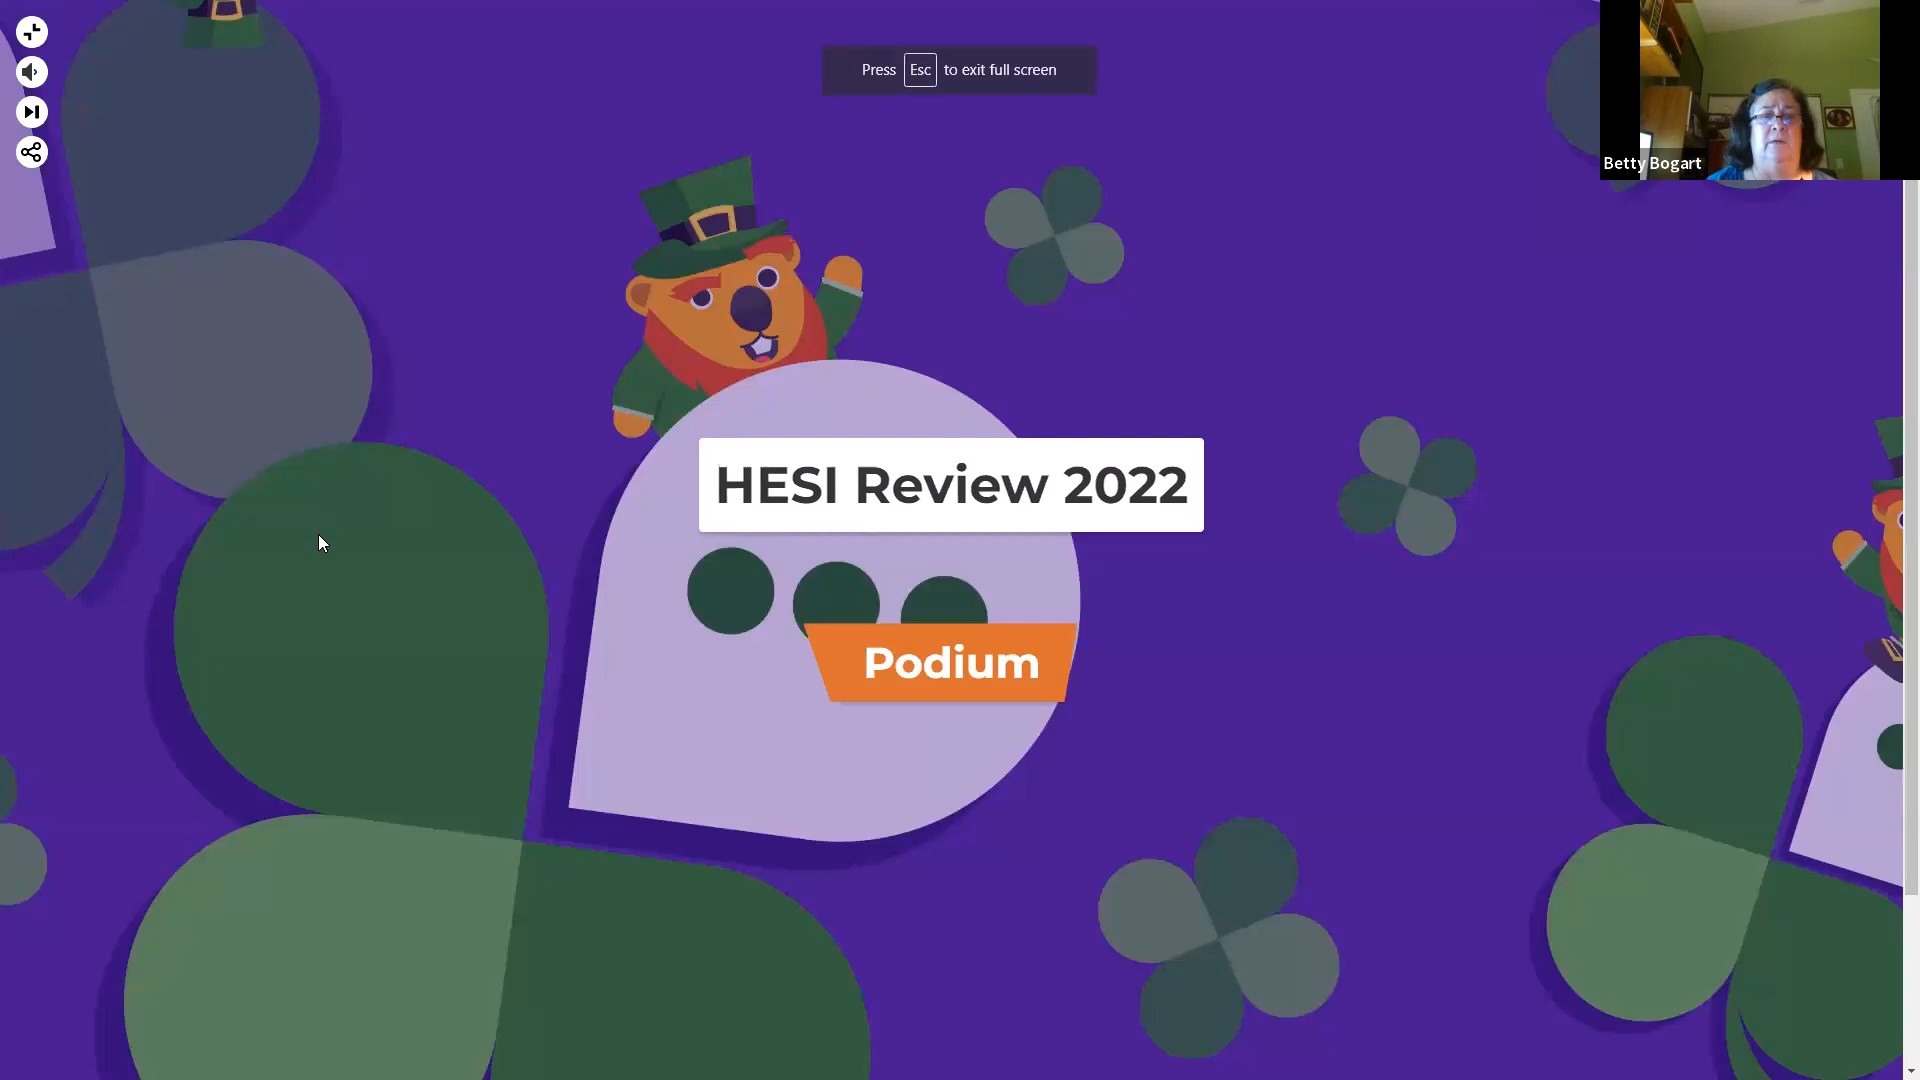 Press Esc to exit full screen
Betty Bogart
HESI Review 2022
Podium